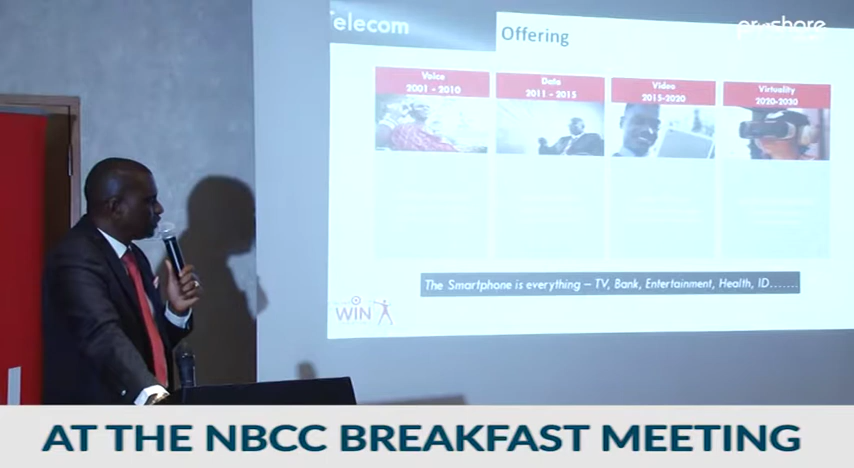 Telecom
Offering
proshare
Voice
2001 - 2010
Data
2011 - 2015
Video
2015-2020
Virtuality
2020-2030
The Smartphone is everything – TV, Bank, Entertainment, Health, ID.......
WIN
AT THE NBCC BREAKFAST MEETING